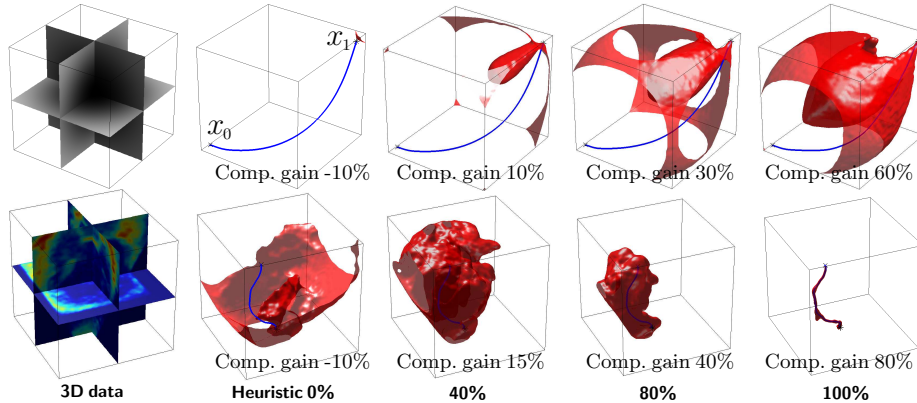 x₁
x₀
Comp. gain -10%
Comp. gain 10%
Comp. gain 30%
Comp. gain 60%
Comp. gain -10%
Comp. gain 15%
Comp. gain 40%
Comp. gain 80%
3D data
Heuristic 0%
40%
80%
100%